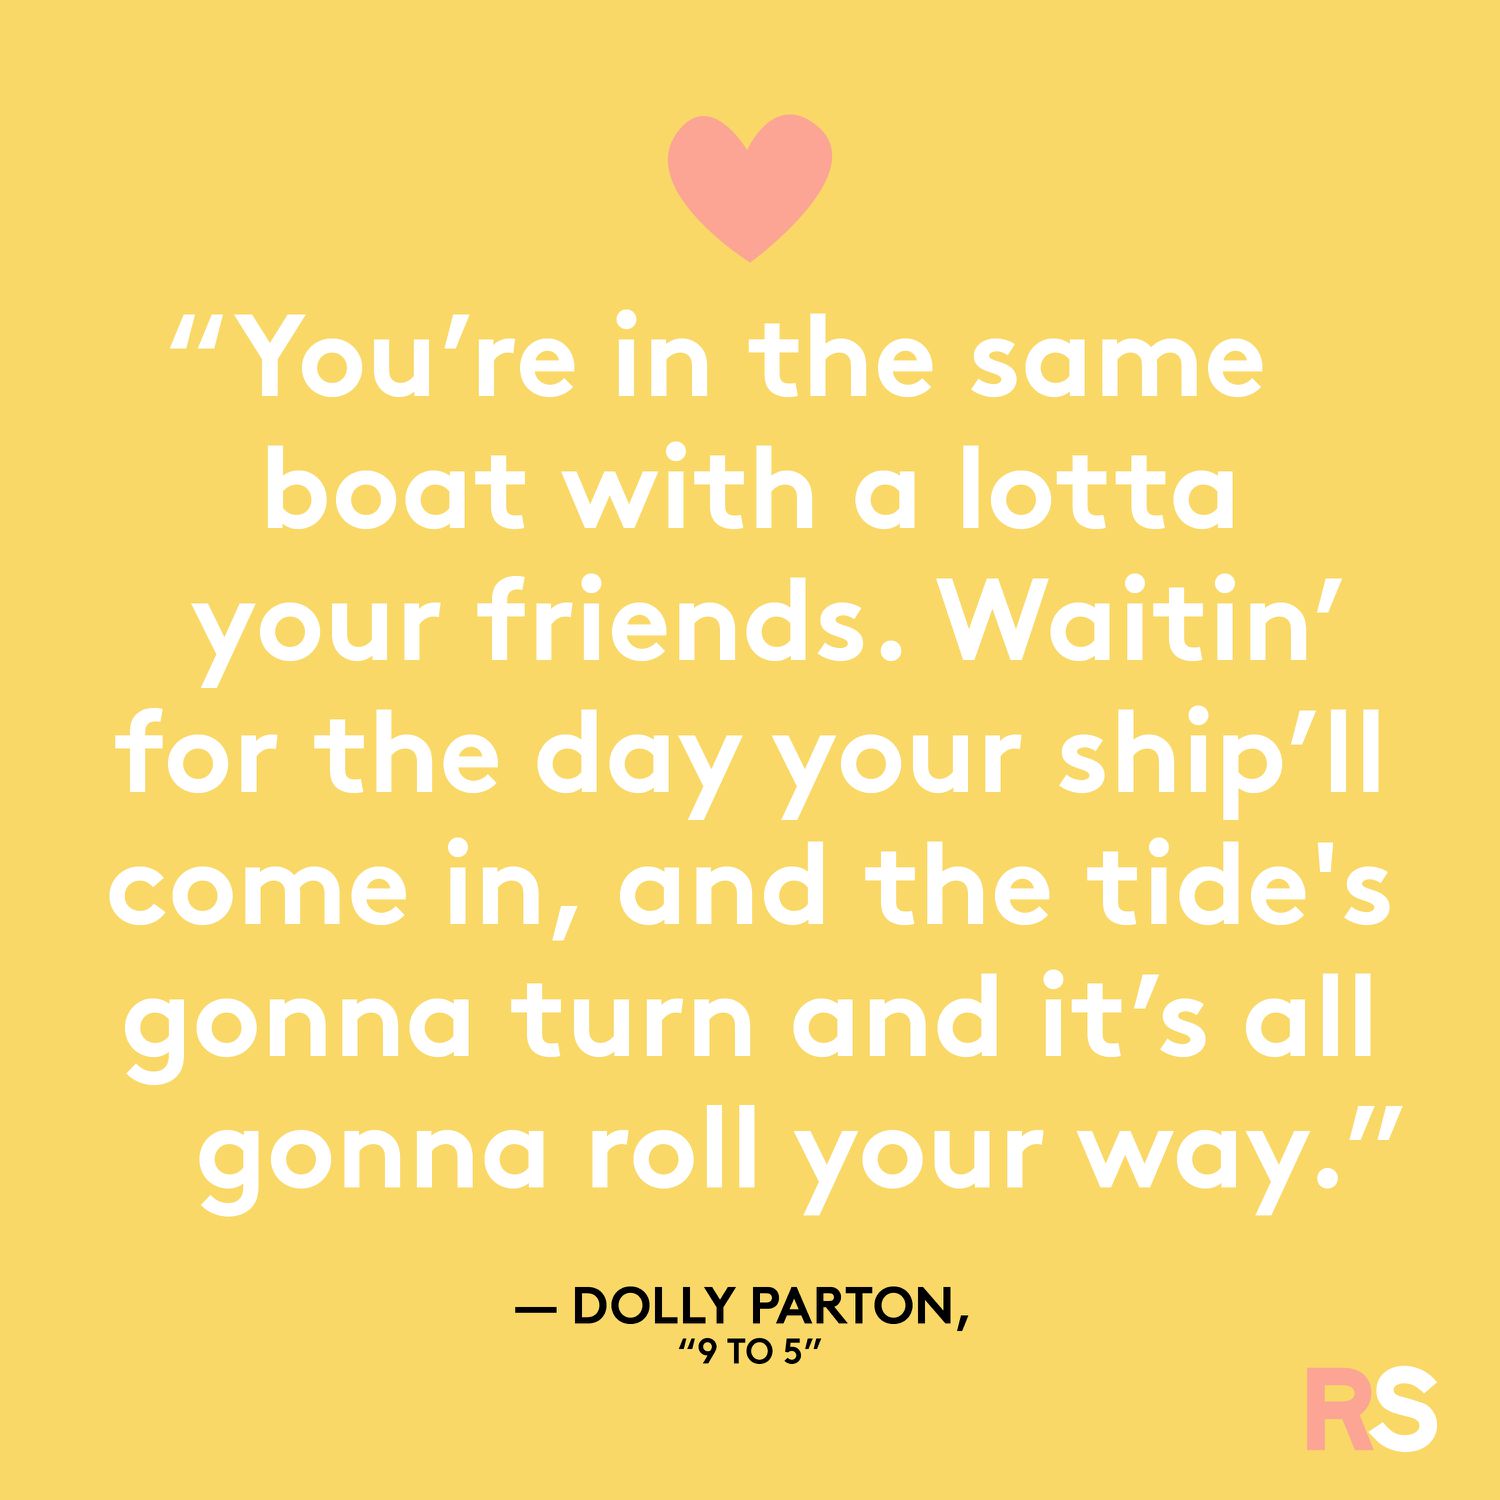 “You’re in the same
boat with a lotta
your friends. Waitin’
for the day your ship’ll
come in, and the tide's
gonna turn and it’s all
gonna roll your way.”
— DOLLY PARTON,
“9 TO 5”
RS